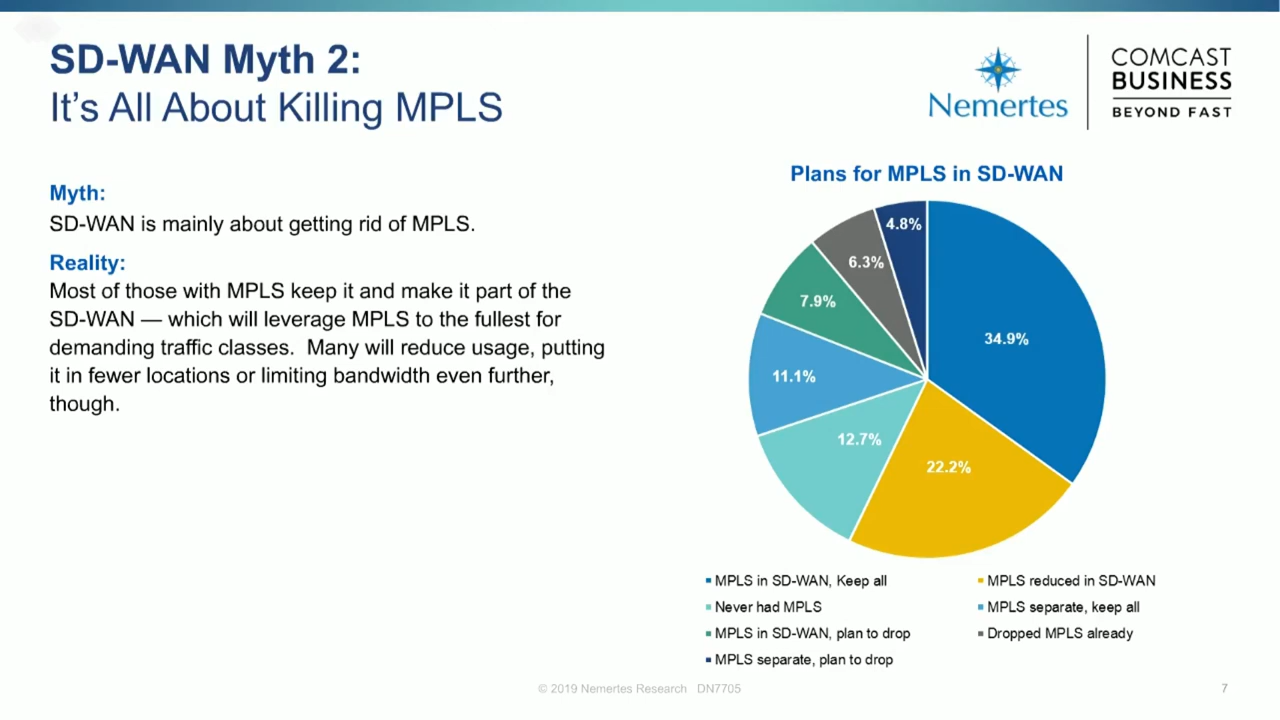 SD-WAN Myth 2:
It's All About Killing MPLS
Nemertes
COMCAST
BUSINESS
BEYOND FAST
Myth:
SD-WAN is mainly about getting rid of MPLS.
Reality:
Most of those with MPLS keep it and make it part of the
SD-WAN — which will leverage MPLS to the fullest for
demanding traffic classes.  Many will reduce usage, putting
it in fewer locations or limiting bandwidth even further,
though.
Plans for MPLS in SD-WAN
4.8%
6.3%
7.9%
34.9%
11.1%
12.7%
22.2%
MPLS in SD-WAN, Keep all
MPLS reduced in SD-WAN
Never had MPLS
MPLS separate, keep all
MPLS in SD-WAN, plan to drop
Dropped MPLS already
MPLS separate, plan to drop
© 2019 Nemertes Research   DN7705
7